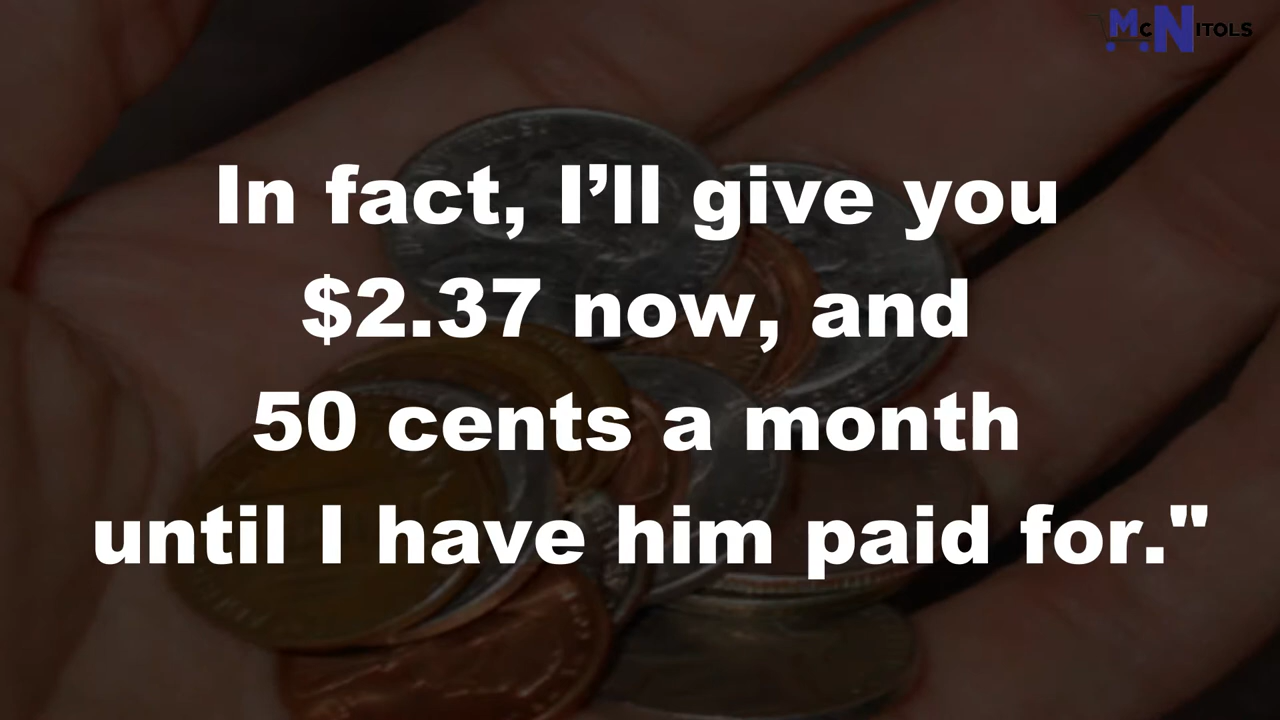 McNITOLS
In fact, I’ll give you
$2.37 now, and
50 cents a month
until I have him paid for."